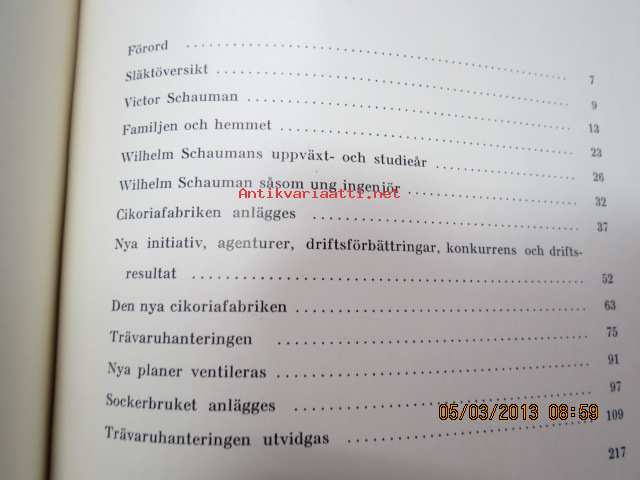 Förord ........ 7
Släktöversikt ........ 9
Victor Schauman ........ 13
Familjen och hemmet ........ 23
Wilhelm Schaumans uppväxt- och studieår ........ 26
Wilhelm Schauman såsom ung ingenjör ........ 32
Antikvariaatti.net
Cikoriafabriken anlägges ........ 37
Nya initiativ, agenturer, driftsförbättringar, konkurrens och drifts-
resultat ........ 52
Den nya cikoriafabriken ........ 63
Trävaruhanteringen ........ 75
Nya planer ventileras ........ 91
Sockerbruket anlägges ........ 97
Trävaruhanteringen utvidgas ........ 109
217
05/03/2013 08:59